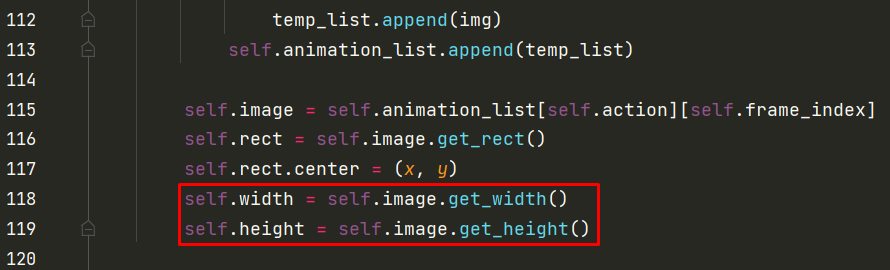 112 temp_list.append(img)
113 self.animation_list.append(temp_list)
114
115 self.image = self.animation_list[self.action][self.frame_index]
116 self.rect = self.image.get_rect()
117 self.rect.center = (x, y)
118 self.width = self.image.get_width()
119 self.height = self.image.get_height()
120